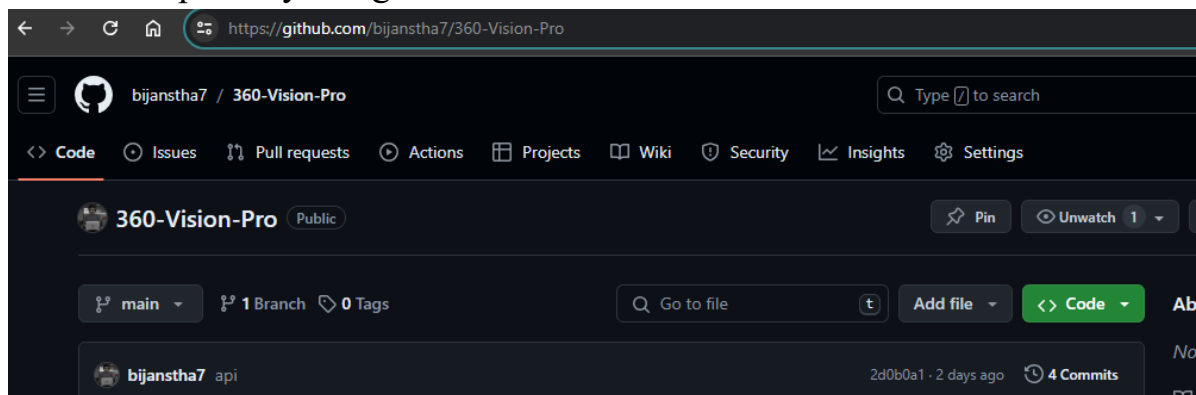 https://github.com/bijanstha7/360-Vision-Pro
bijanstha7 / 360-Vision-Pro
Type / to search
<> Code Issues Pull requests Actions Projects Wiki Security Insights Settings
360-Vision-Pro Public Pin Unwatch 1
main 1 Branch 0 Tags Go to file t Add file <> Code
bijanstha7 api 2d0b0a1 · 2 days ago 4 Commits